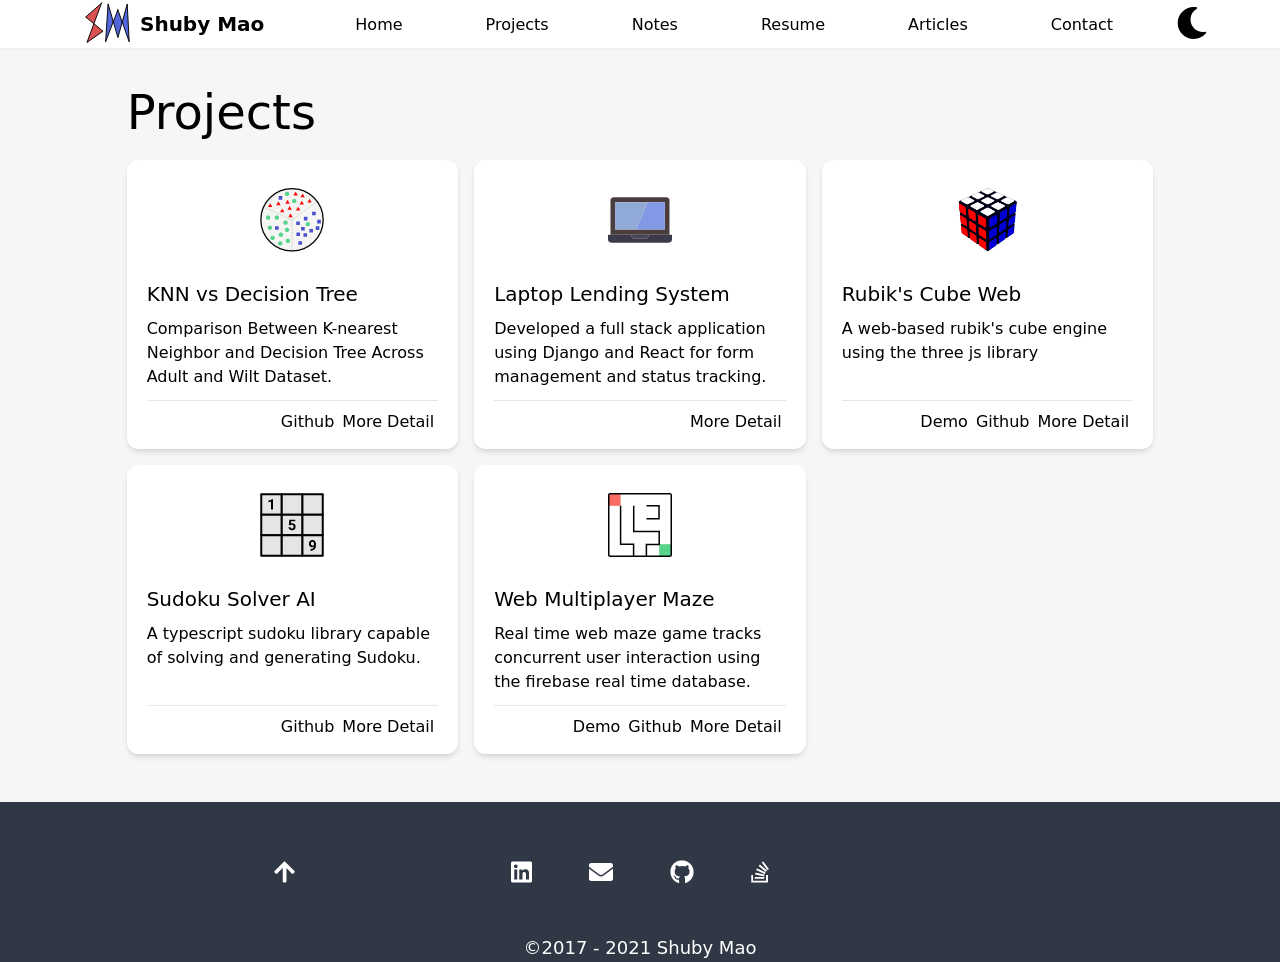 Shuby Mao
Home
Projects
Notes
Resume
Articles
Contact
Projects
KNN vs Decision Tree
Comparison Between K-nearest
Neighbor and Decision Tree Across
Adult and Wilt Dataset.
Github More Detail
Laptop Lending System
Developed a full stack application
using Django and React for form
management and status tracking.
More Detail
Rubik's Cube Web
A web-based rubik's cube engine
using the three js library
Demo Github More Detail
1
5
9
Sudoku Solver AI
A typescript sudoku library capable
of solving and generating Sudoku.
Github More Detail
Web Multiplayer Maze
Real time web maze game tracks
concurrent user interaction using
the firebase real time database.
Demo Github More Detail
©2017 - 2021 Shuby Mao